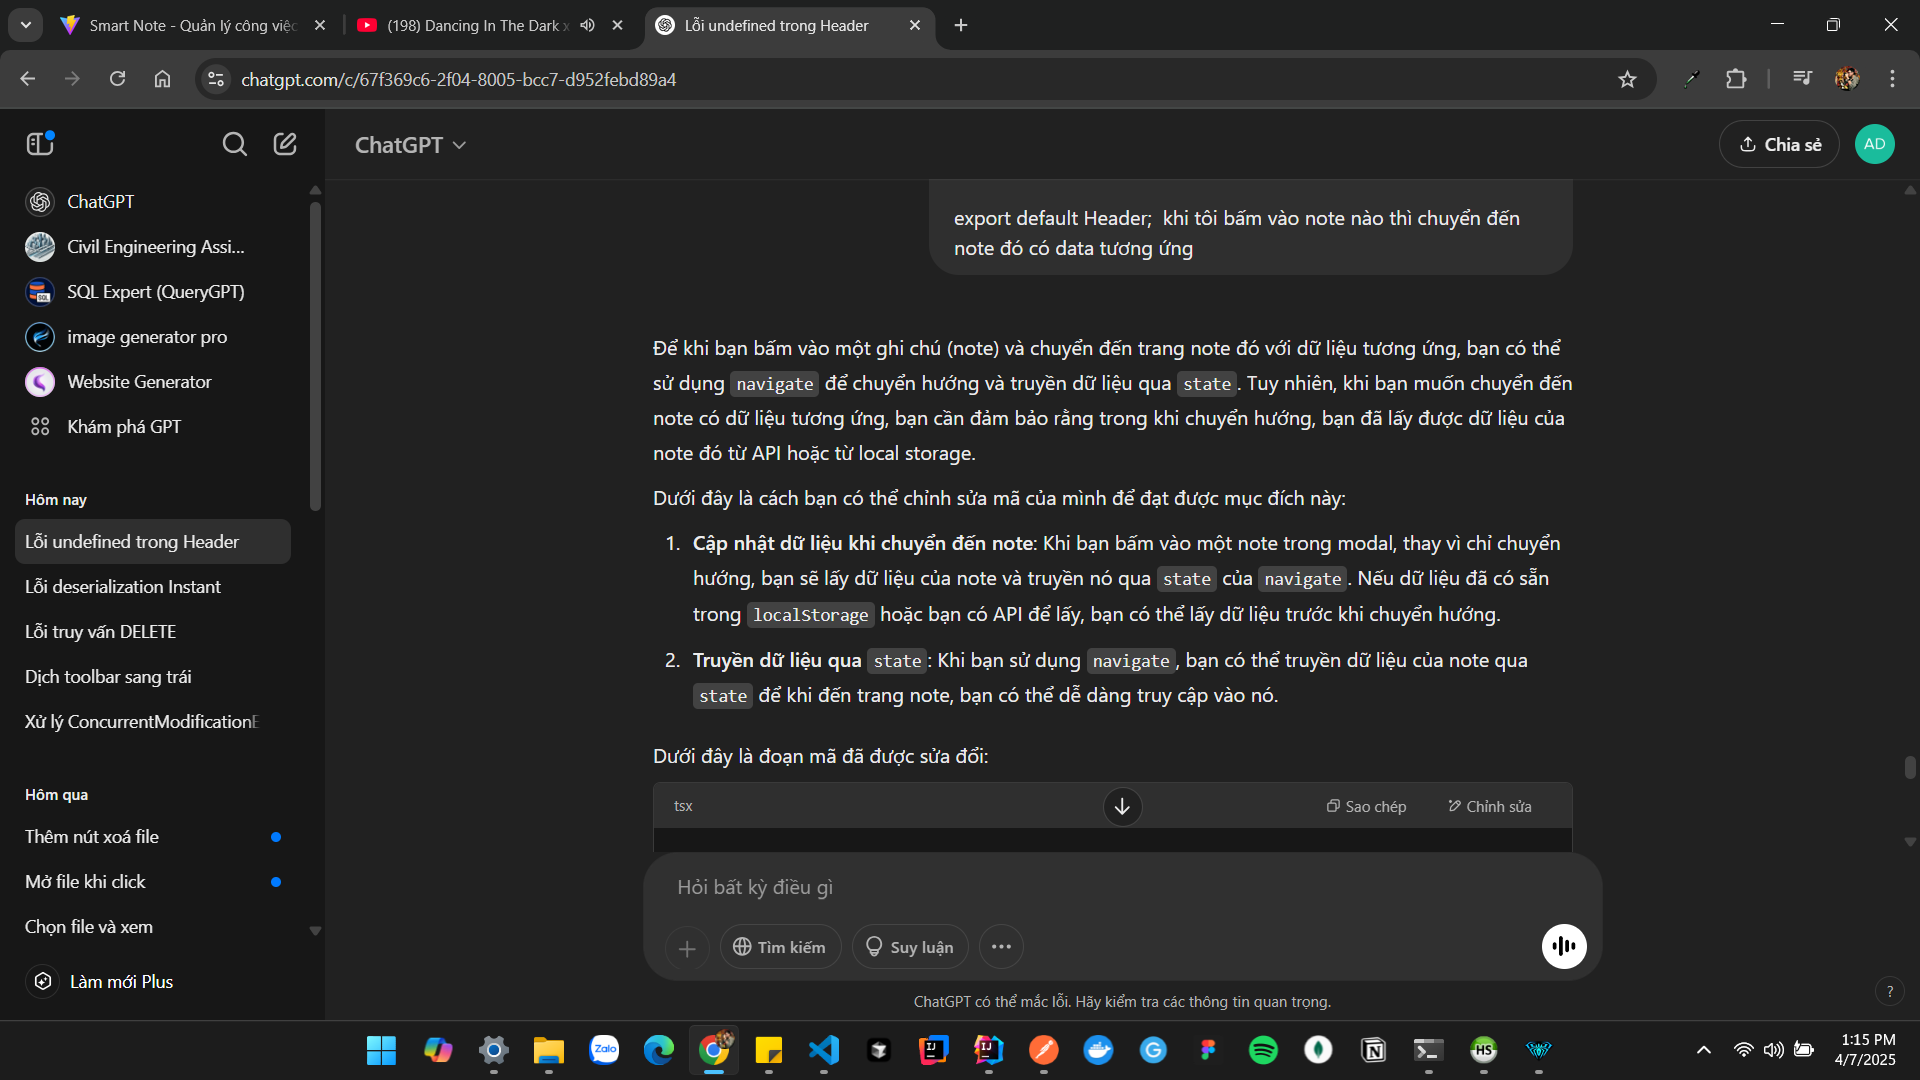 Smart Note - Quản lý công việc
(198) Dancing In The Dark x
Lỗi undefined trong Header
chatgpt.com/c/67f369c6-2f04-8005-bcc7-d952febd89a4
ChatGPT
Chia sẻ
AD
ChatGPT
Civil Engineering Assi...
SQL Expert (QueryGPT)
image generator pro
Website Generator
Khám phá GPT
Hôm nay
Lỗi undefined trong Header
Lỗi deserialization Instant
Lỗi truy vấn DELETE
Dịch toolbar sang trái
Xử lý ConcurrentModificationE
Hôm qua
Thêm nút xoá file
Mở file khi click
Chọn file và xem
Làm mới Plus
export default Header;  khi tôi bấm vào note nào thì chuyển đến
note đó có data tương ứng
Để khi bạn bấm vào một ghi chú (note) và chuyển đến trang note đó với dữ liệu tương ứng, bạn có thể
sử dụng navigate để chuyển hướng và truyền dữ liệu qua state. Tuy nhiên, khi bạn muốn chuyển đến
note có dữ liệu tương ứng, bạn cần đảm bảo rằng trong khi chuyển hướng, bạn đã lấy được dữ liệu của
note đó từ API hoặc từ local storage.
Dưới đây là cách bạn có thể chỉnh sửa mã của mình để đạt được mục đích này:
1. Cập nhật dữ liệu khi chuyển đến note: Khi bạn bấm vào một note trong modal, thay vì chỉ chuyển
hướng, bạn sẽ lấy dữ liệu của note và truyền nó qua state của navigate. Nếu dữ liệu đã có sẵn
trong localStorage hoặc bạn có API để lấy, bạn có thể lấy dữ liệu trước khi chuyển hướng.
2. Truyền dữ liệu qua state: Khi bạn sử dụng navigate, bạn có thể truyền dữ liệu của note qua
state để khi đến trang note, bạn có thể dễ dàng truy cập vào nó.
Dưới đây là đoạn mã đã được sửa đổi:
tsx
Sao chép
Chỉnh sửa
Hỏi bất kỳ điều gì
Tìm kiếm
Suy luận
ChatGPT có thể mắc lỗi. Hãy kiểm tra các thông tin quan trọng.
?
Zalo
IJ
IJ
HS
1:15 PM
4/7/2025